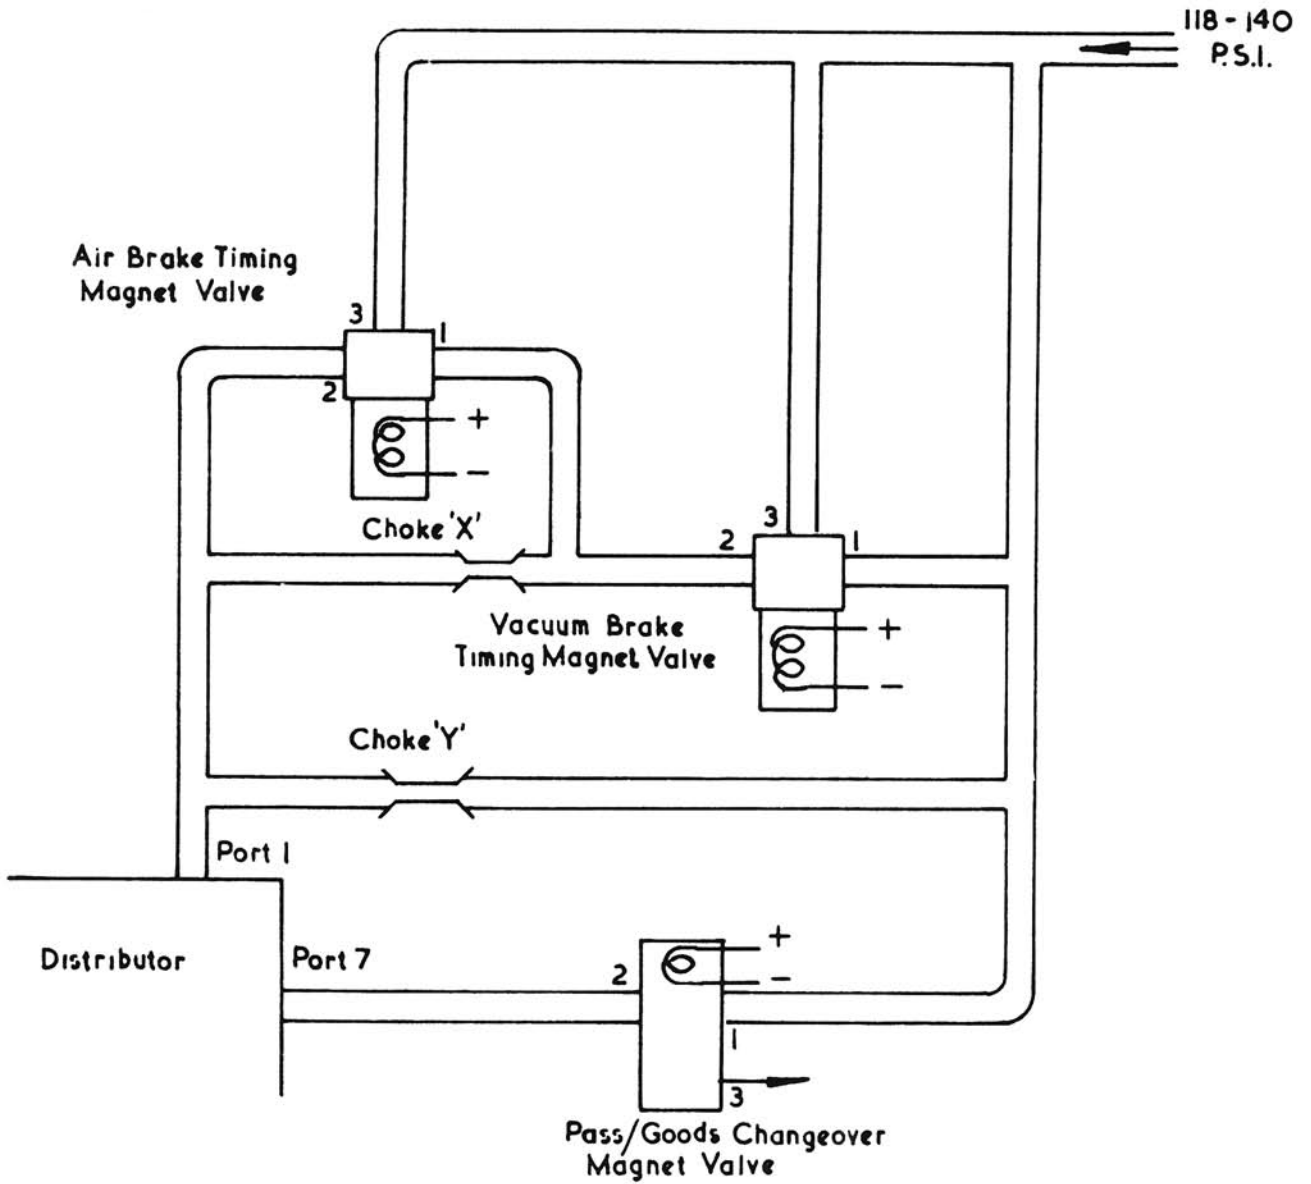 118 - 140
P.S.I.
Air Brake Timing
Magnet Valve
3
1
2
+
-
Choke 'X'
3
2
1
Vacuum Brake
Timing Magnet Valve
+
-
Choke 'Y'
Port 1
Distributor
Port 7
2
+
-
1
3
Pass/Goods Changeover
Magnet Valve